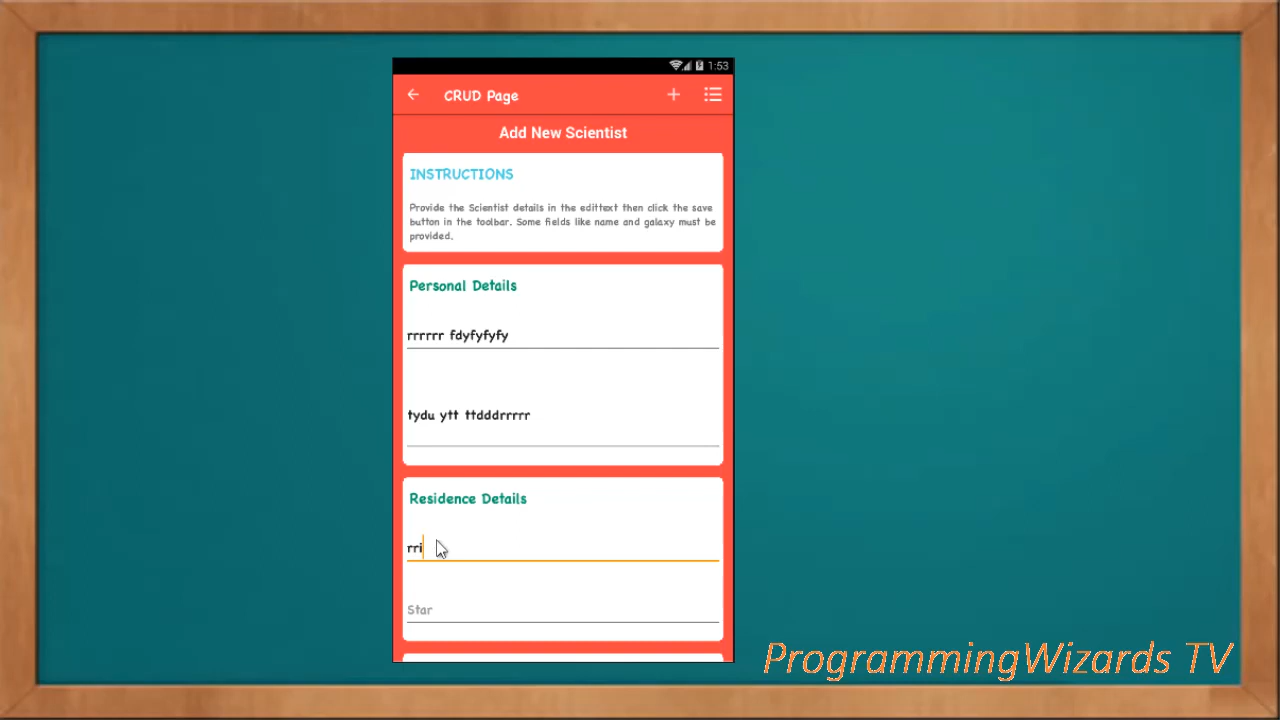 1:53
CRUD Page
Add New Scientist
INSTRUCTIONS
Provide the Scientist details in the edittext then click the save
button in the toolbar. Some fields like name and galaxy must be
provided.
Personal Details
rrrrrr fdyfyfyfy
tydu ytt ttdddrrrrr
Residence Details
rri
Star
ProgrammingWizards TV